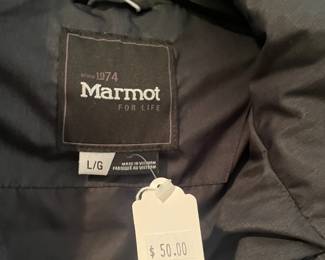 since 1974
Marmot
FOR LIFE
L/G
MADE IN VIETNAM
FABRIQUÉ AU VIETNAM
$ 50.00